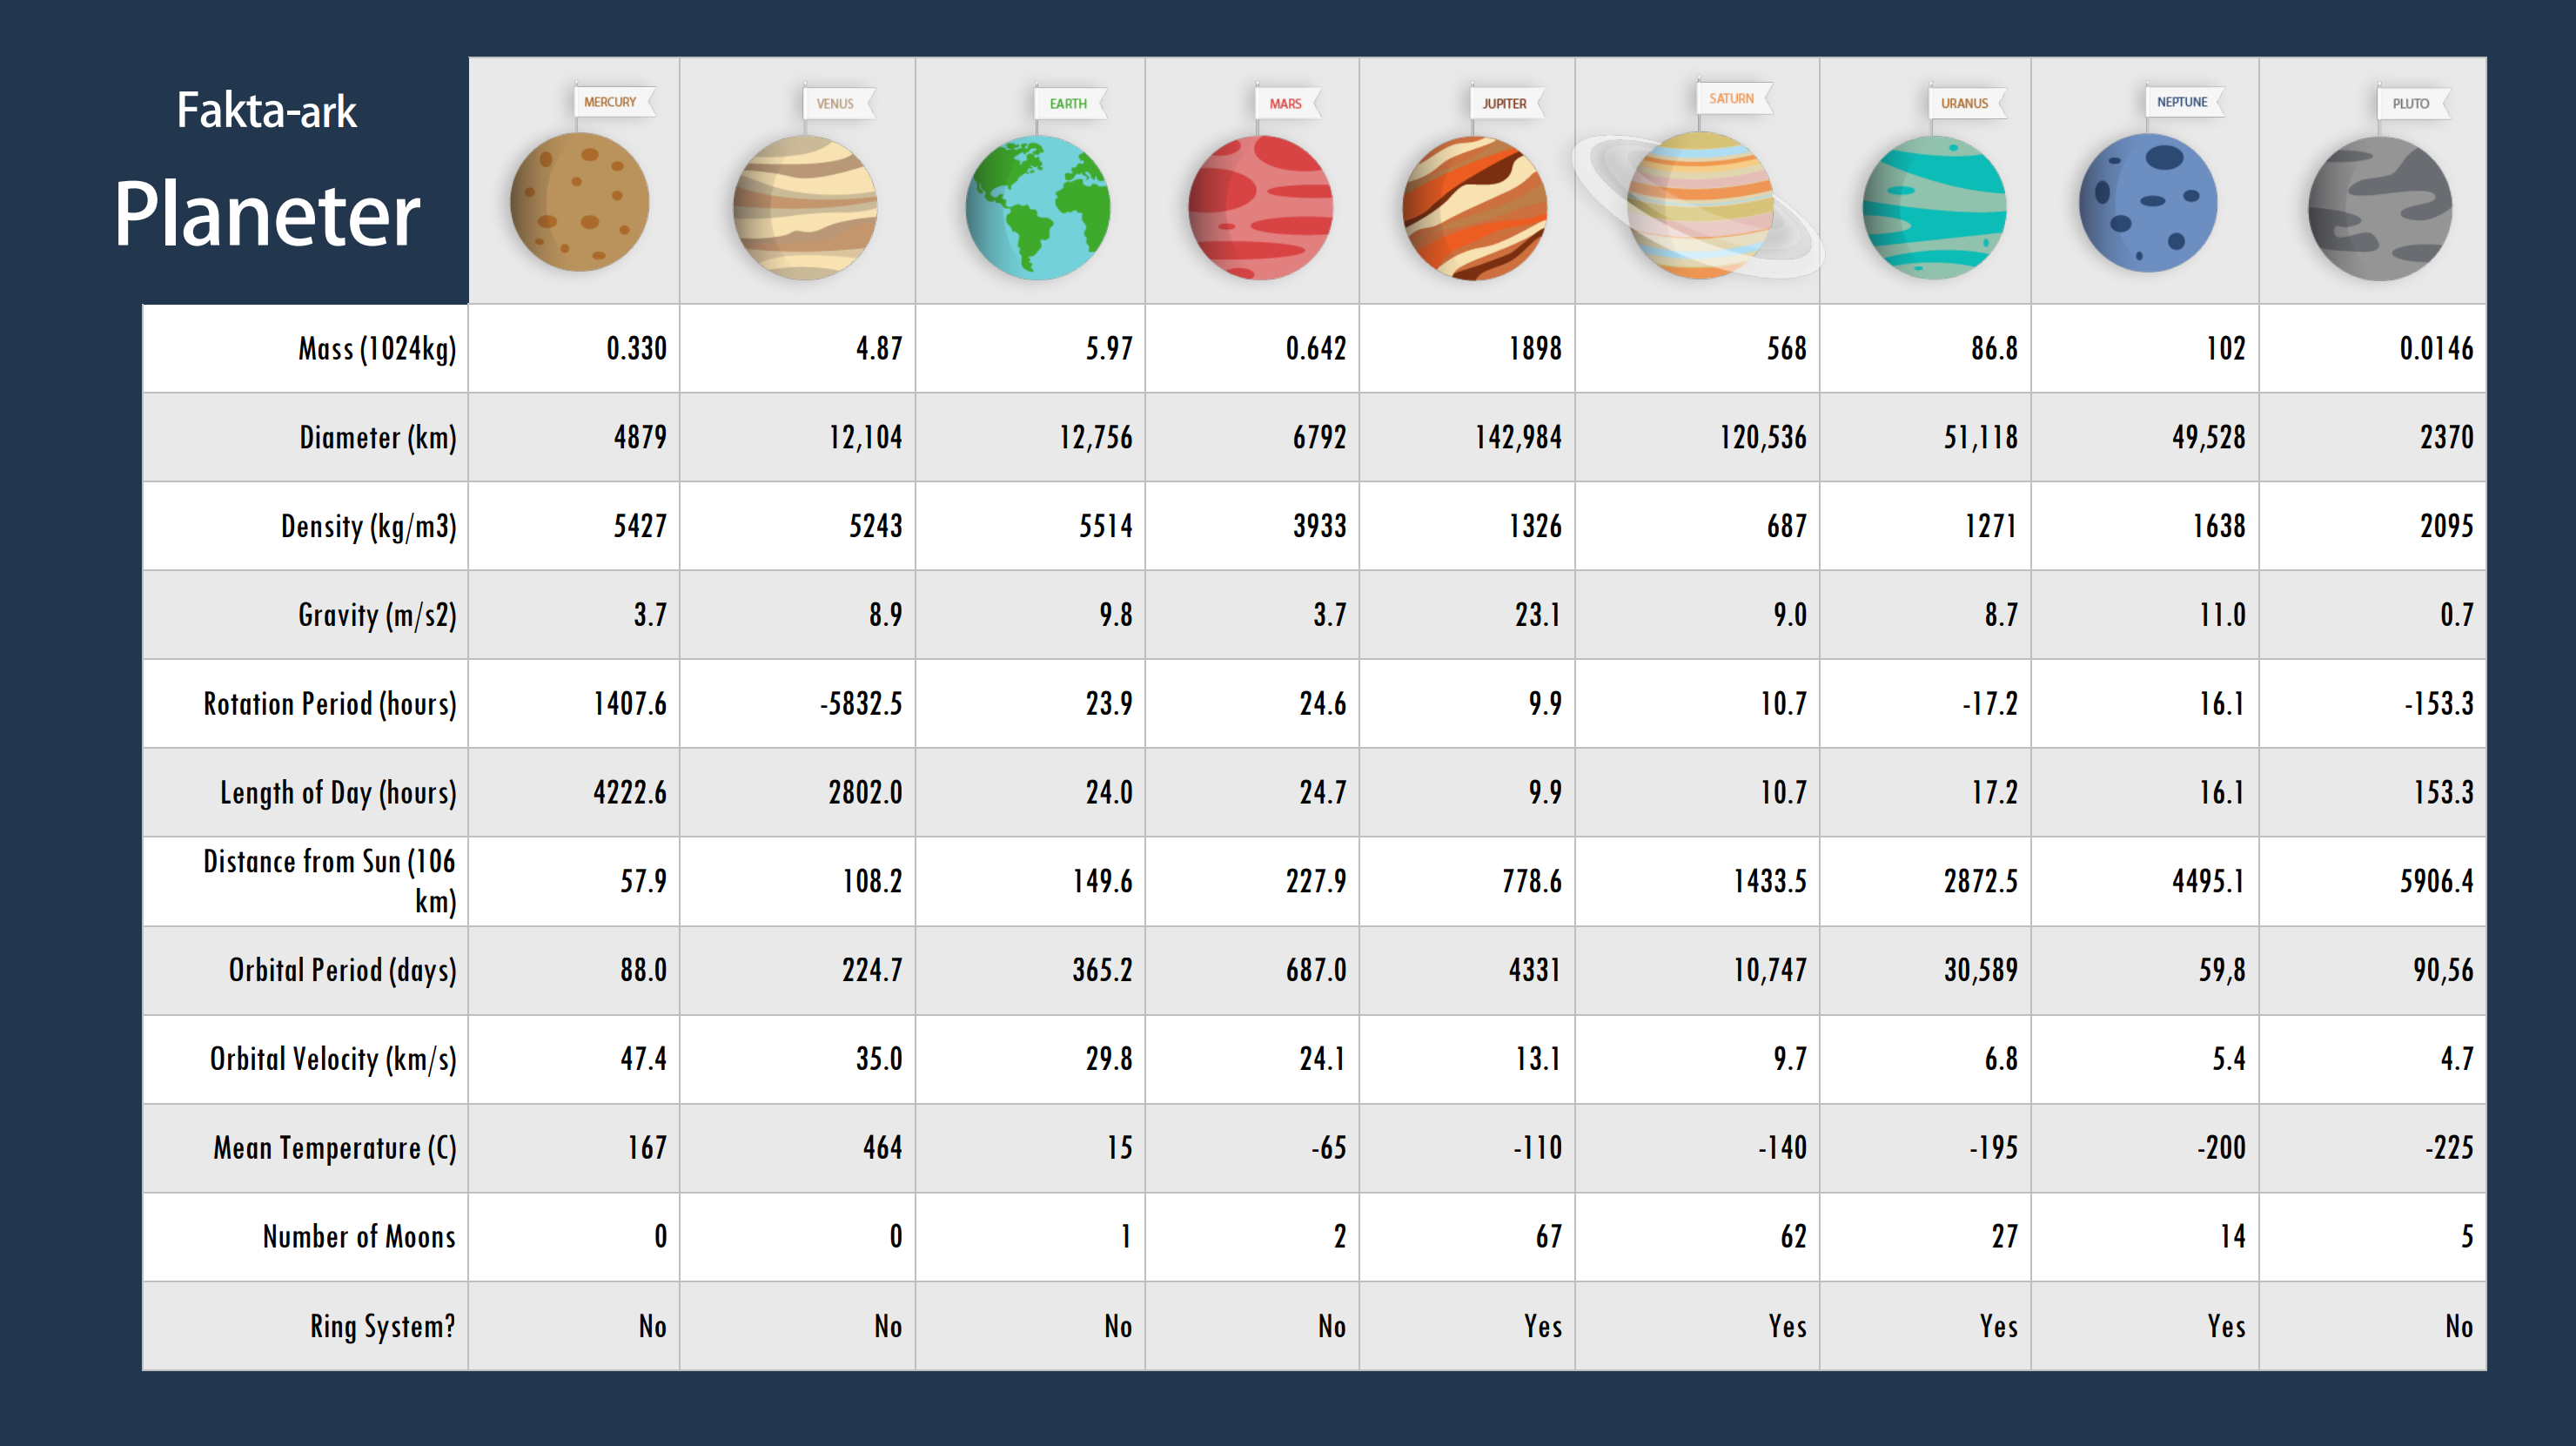 Fakta-ark
Planeter
MERCURY VENUS EARTH MARS JUPITER SATURN URANUS NEPTUNE PLUTO
Mass (1024kg) 0.330 4.87 5.97 0.642 1898 568 86.8 102 0.0146
Diameter (km) 4879 12,104 12,756 6792 142,984 120,536 51,118 49,528 2370
Density (kg/m3) 5427 5243 5514 3933 1326 687 1271 1638 2095
Gravity (m/s2) 3.7 8.9 9.8 3.7 23.1 9.0 8.7 11.0 0.7
Rotation Period (hours) 1407.6 -5832.5 23.9 24.6 9.9 10.7 -17.2 16.1 -153.3
Length of Day (hours) 4222.6 2802.0 24.0 24.7 9.9 10.7 17.2 16.1 153.3
Distance from Sun (106
km) 57.9 108.2 149.6 227.9 778.6 1433.5 2872.5 4495.1 5906.4
Orbital Period (days) 88.0 224.7 365.2 687.0 4331 10,747 30,589 59,8 90,56
Orbital Velocity (km/s) 47.4 35.0 29.8 24.1 13.1 9.7 6.8 5.4 4.7
Mean Temperature (C) 167 464 15 -65 -110 -140 -195 -200 -225
Number of Moons 0 0 1 2 67 62 27 14 5
Ring System? No No No No Yes Yes Yes Yes No